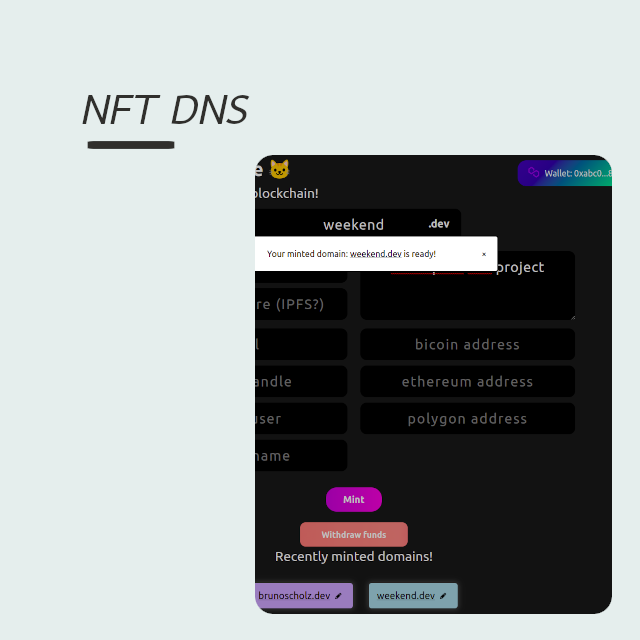 NFT DNS
Wallet: 0xabc0...8
blockchain!
weekend .dev
Your minted domain: weekend.dev is ready! ×
project
re (IPFS?)
bicoin address
andle ethereum address
user polygon address
name
Mint
Withdraw funds
Recently minted domains!
brunoscholz.dev weekend.dev